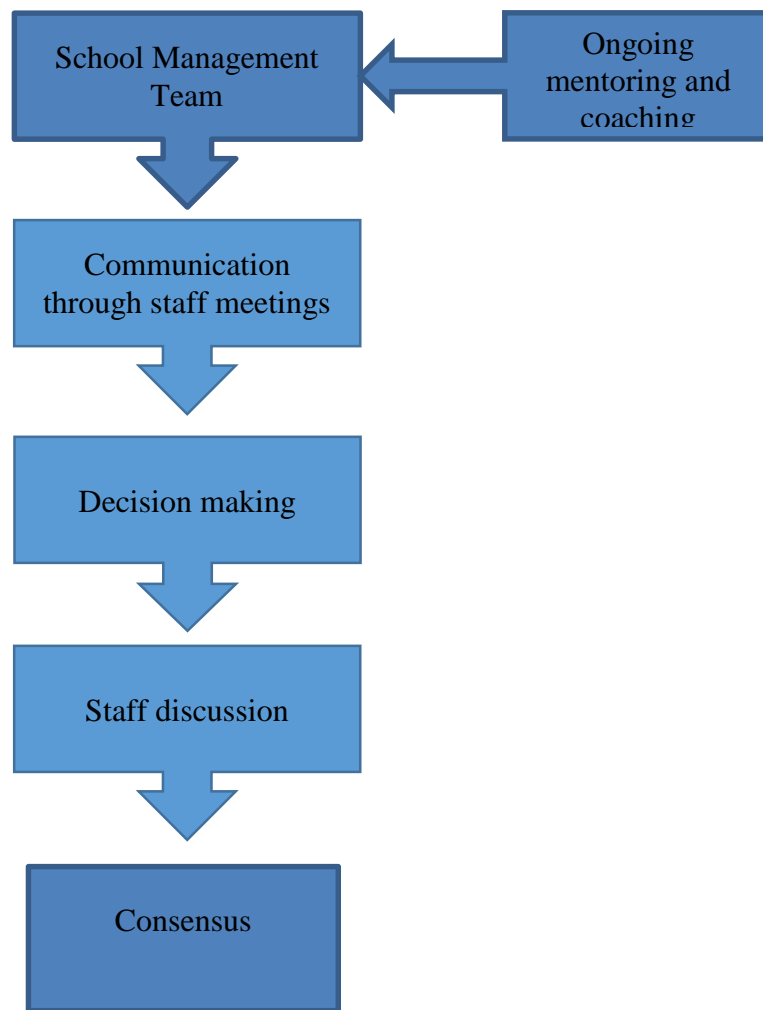 School Management
Team
Ongoing
mentoring and
coaching
Communication
through staff meetings
Decision making
Staff discussion
Consensus